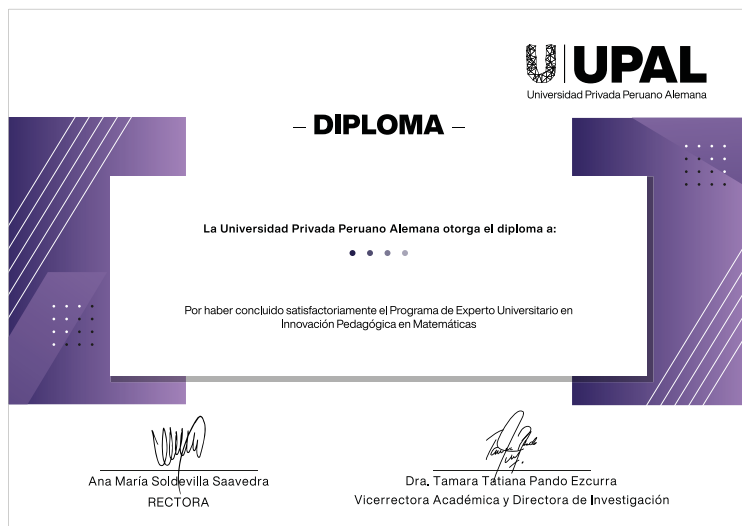 UPAL
Universidad Privada Peruano Alemana
– DIPLOMA –
La Universidad Privada Peruano Alemana otorga el diploma a:
Por haber concluido satisfactoriamente el Programa de Experto Universitario en
Innovación Pedagógica en Matemáticas
Ana María Soldevilla Saavedra
RECTORA
Dra. Tamara Tatiana Pando Ezcurra
Vicerrectora Académica y Directora de Investigación